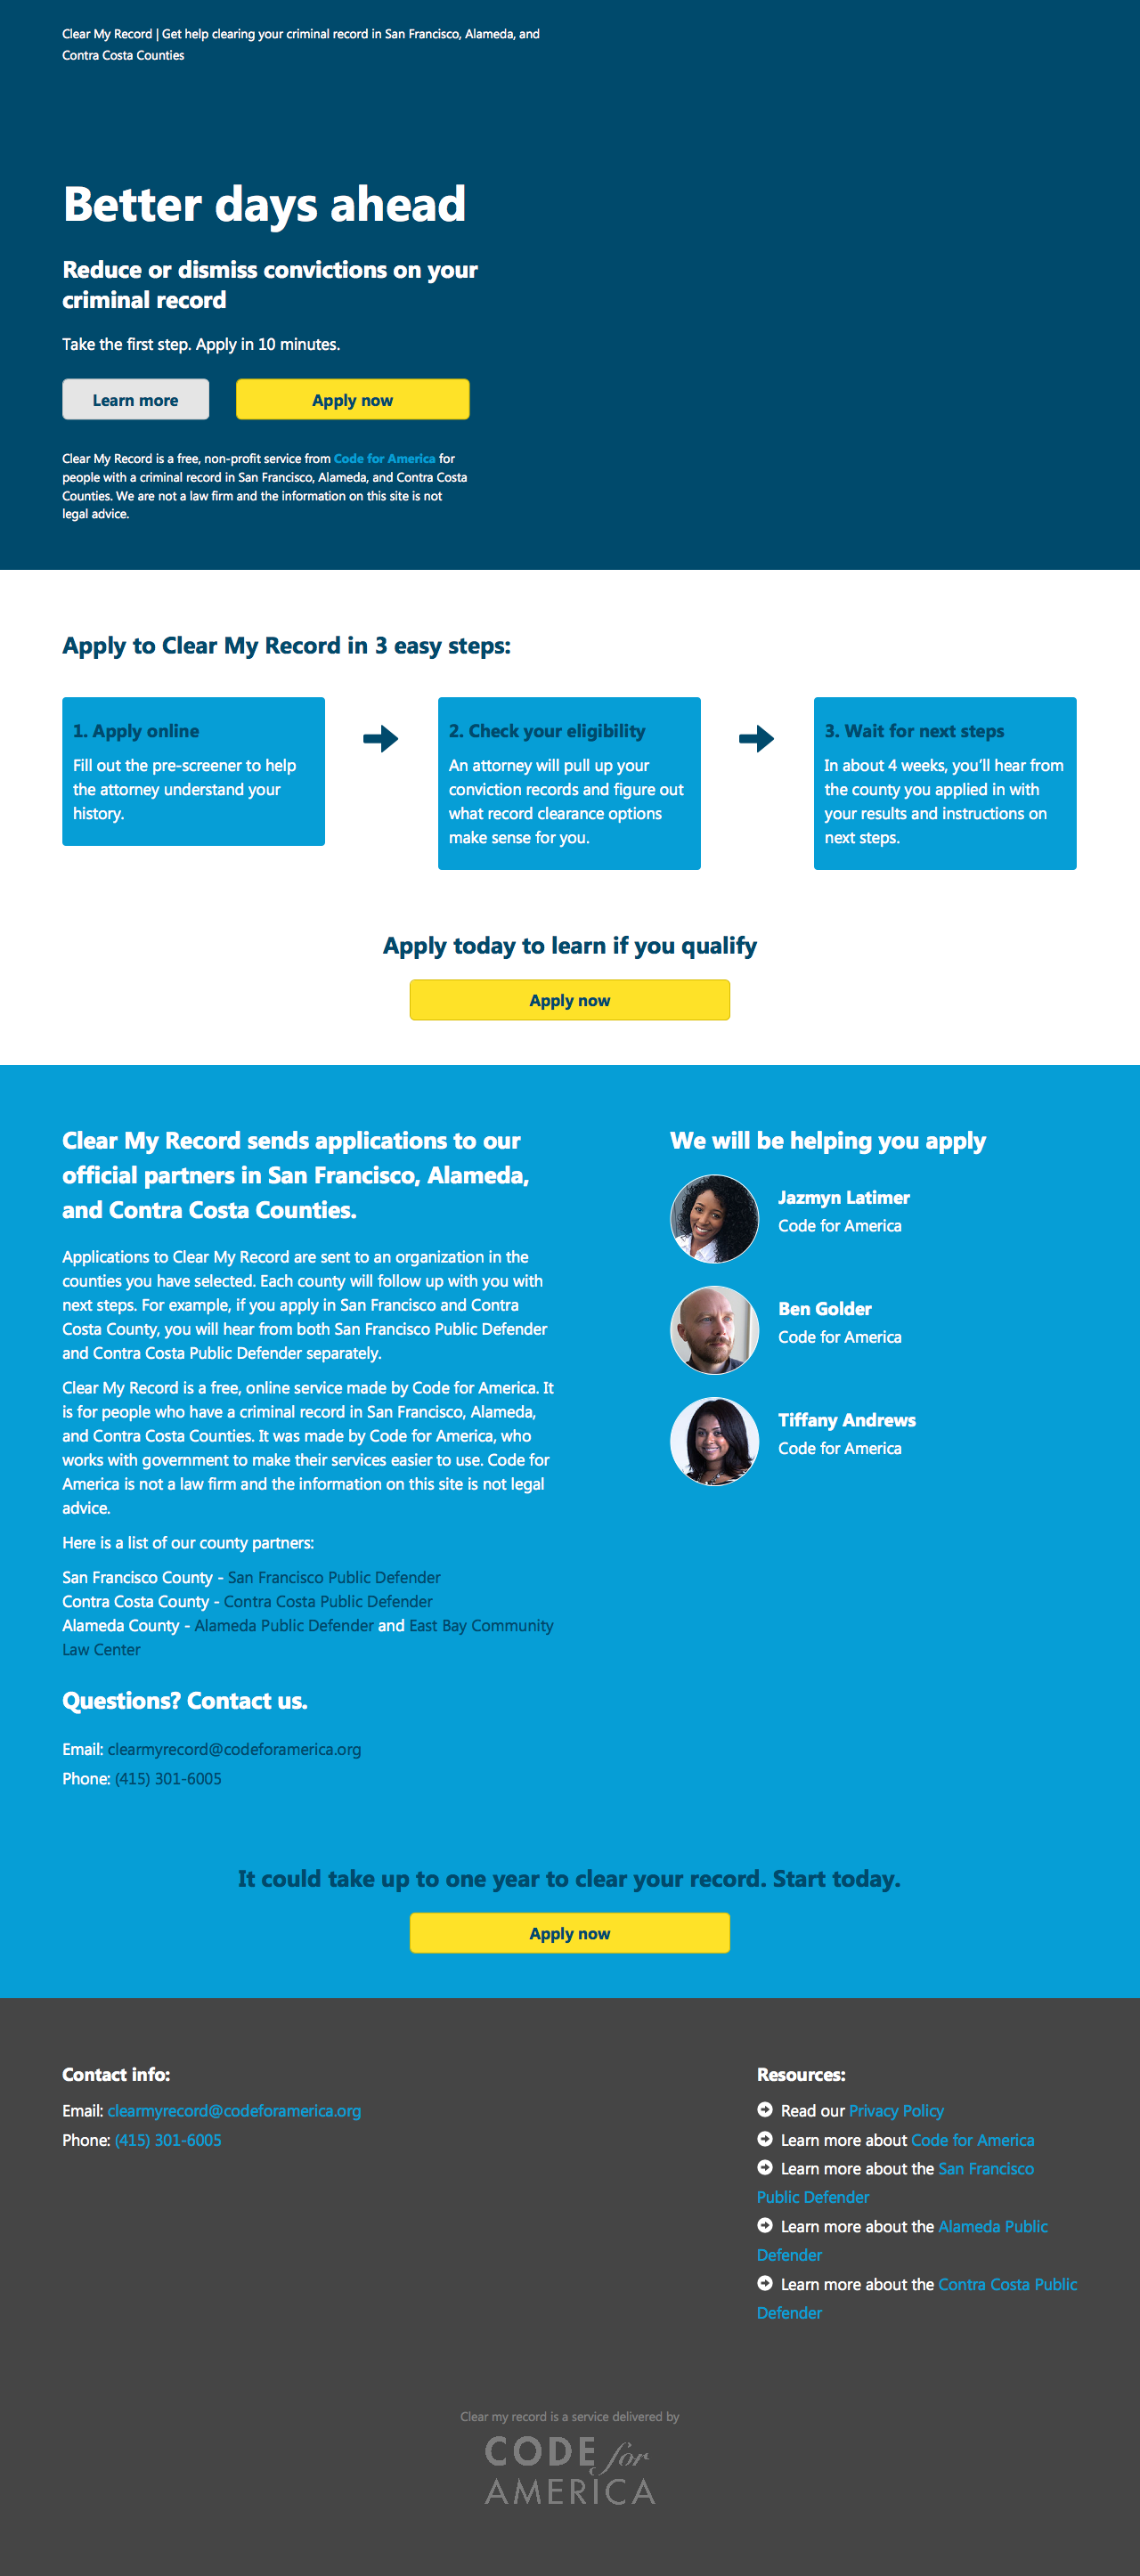 Clear My Record | Get help clearing your criminal record in San Francisco, Alameda, and
Contra Costa Counties
Better days ahead
Reduce or dismiss convictions on your
criminal record
Take the first step. Apply in 10 minutes.
Learn more
Apply now
Clear My Record is a free, non-profit service from Code for America for
people with a criminal record in San Francisco, Alameda, and Contra Costa
Counties. We are not a law firm and the information on this site is not
legal advice.
Apply to Clear My Record in 3 easy steps:
1. Apply online
Fill out the pre-screener to help
the attorney understand your
history.
2. Check your eligibility
An attorney will pull up your
conviction records and figure out
what record clearance options
make sense for you.
3. Wait for next steps
In about 4 weeks, you’ll hear from
the county you applied in with
your results and instructions on
next steps.
Apply today to learn if you qualify
Apply now
Clear My Record sends applications to our
official partners in San Francisco, Alameda,
and Contra Costa Counties.
Applications to Clear My Record are sent to an organization in the
counties you have selected. Each county will follow up with you with
next steps. For example, if you apply in San Francisco and Contra
Costa County, you will hear from both San Francisco Public Defender
and Contra Costa Public Defender separately.
Clear My Record is a free, online service made by Code for America. It
is for people who have a criminal record in San Francisco, Alameda,
and Contra Costa Counties. It was made by Code for America, who
works with government to make their services easier to use. Code for
America is not a law firm and the information on this site is not legal
advice.
Here is a list of our county partners:
San Francisco County - San Francisco Public Defender
Contra Costa County - Contra Costa Public Defender
Alameda County - Alameda Public Defender and East Bay Community
Law Center
Questions? Contact us.
Email: clearmyrecord@codeforamerica.org
Phone: (415) 301-6005
We will be helping you apply
Jazmyn Latimer
Code for America
Ben Golder
Code for America
Tiffany Andrews
Code for America
It could take up to one year to clear your record. Start today.
Apply now
Contact info:
Email: clearmyrecord@codeforamerica.org
Phone: (415) 301-6005
Resources:
Read our Privacy Policy
Learn more about Code for America
Learn more about the San Francisco
Public Defender
Learn more about the Alameda Public
Defender
Learn more about the Contra Costa Public
Defender
Clear my record is a service delivered by
CODE for
AMERICA